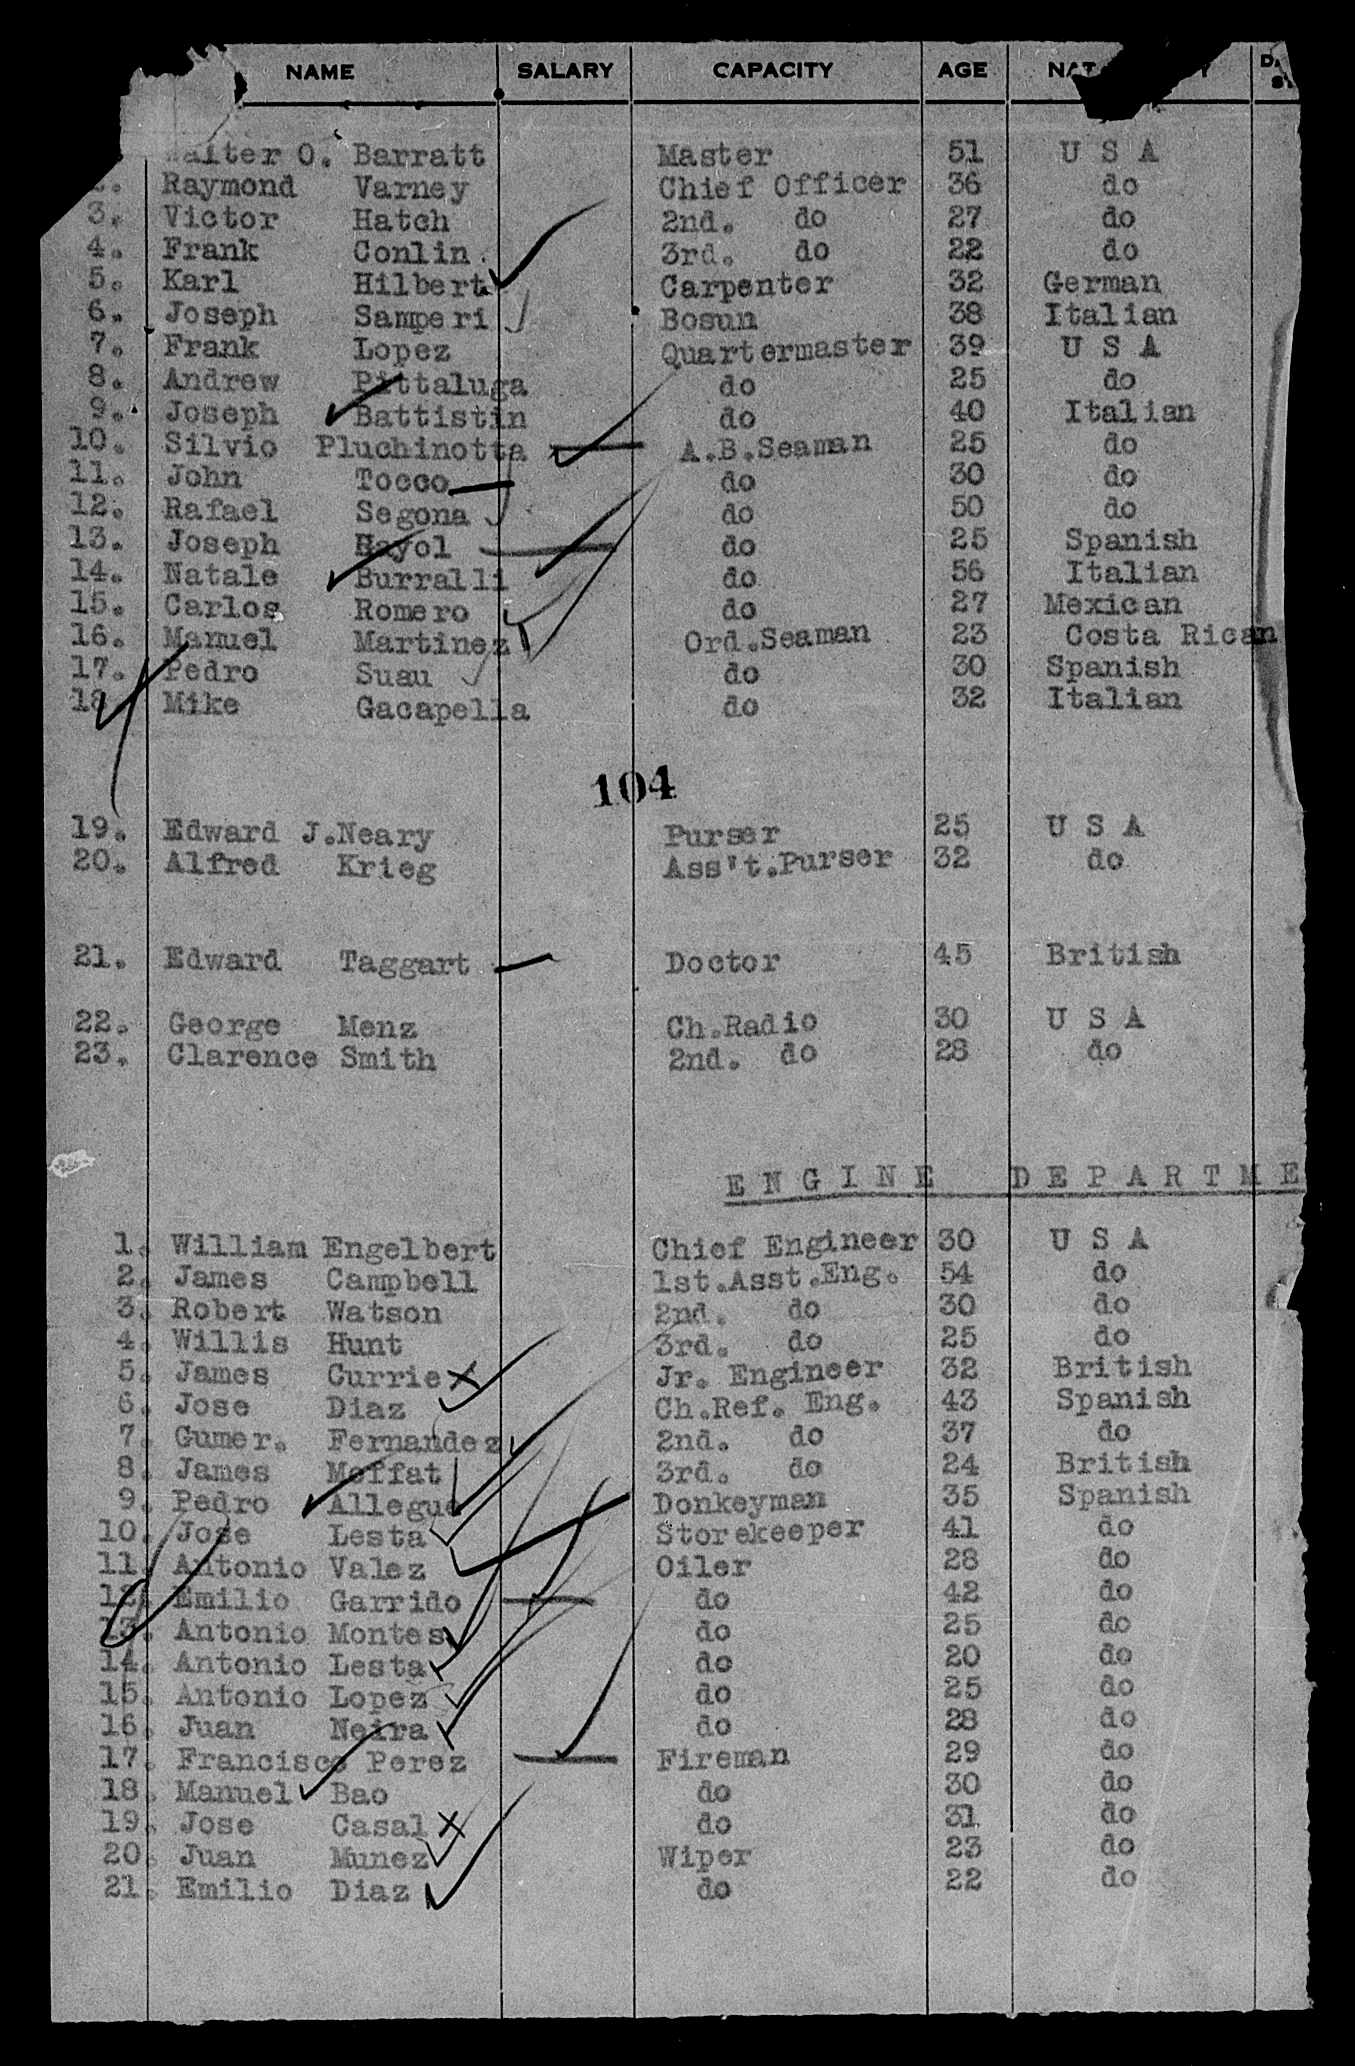 NAME SALARY CAPACITY AGE
Walter O. Barratt Master 51 U S A
2. Raymond Varney Chief Officer 36 do
3. Victor Hatch 2nd. do 27 do
4. Frank Conlin. 3rd. do 22 do
5. Karl Hilbert. Carpenter 32 German
6. Joseph Samperi Bosun 38 Italian
7. Frank Lopez Quartermaster 39 U S A
8. Andrew Pittaluga do 25 do
9. Joseph Battistin do 40 Italian
10. Silvio Pluchinotta A.B.Seaman 25 do
11. John Tocco do 30 do
12. Rafael Segona do 50 do
13. Joseph Hayol do 25 Spanish
14. Natale Burralli do 56 Italian
15. Carlos Romero do 27 Mexican
16. Manuel Martinez Ord.Seaman 23 Costa Rican
17. Pedro Suau do 30 Spanish
18 Mike Gacapella do 32 Italian
104
19. Edward J.Neary Purser 25 U S A
20. Alfred Krieg Ass't.Purser 32 do
21. Edward Taggart Doctor 45 British
22. George Menz Ch.Radio 30 U S A
23. Clarence Smith 2nd. do 28 do
ENGINE DEPARTME
1. William Engelbert Chief Engineer 30 U S A
2. James Campbell 1st.Asst.Eng. 54 do
3. Robert Watson 2nd. do 30 do
4. Willis Hunt 3rd. do 25 do
5. James Currie Jr. Engineer 32 British
6. Jose Diaz Ch.Ref. Eng. 43 Spanish
7. Gumer. Fernandez 2nd. do 37 do
8. James Moffat 3rd. do 24 British
9. Pedro Allegue Donkeyman 35 Spanish
10. Jose Lesta Storekeeper 41 do
11. Antonio Valez Oiler 28 do
12. Emilio Garrido do 42 do
13. Antonio Montes do 25 do
14. Antonio Lesta do 20 do
15. Antonio Lopez do 25 do
16. Juan Neira do 28 do
17. Francisco Perez Fireman 29 do
18. Manuel Bao do 30 do
19. Jose Casal do 31 do
20. Juan Munez Wiper 23 do
21. Emilio Diaz do 22 do